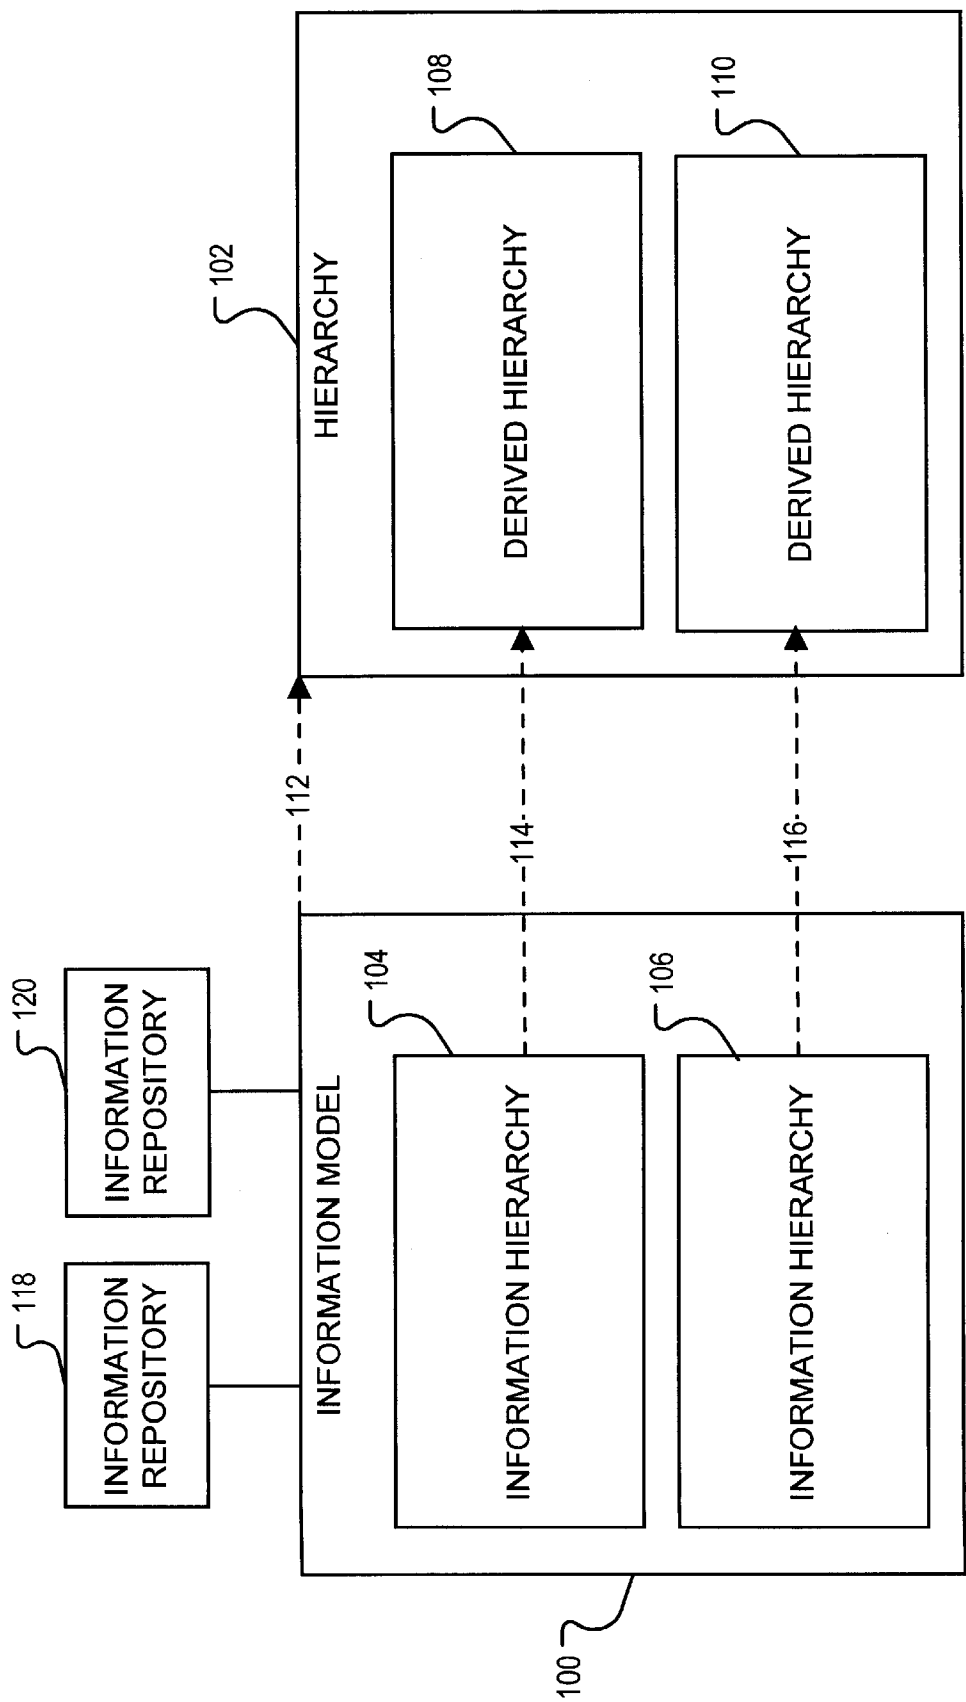 118
INFORMATION
REPOSITORY
120
INFORMATION
REPOSITORY
102
INFORMATION MODEL
112
HIERARCHY
104
108
INFORMATION HIERARCHY
114
DERIVED HIERARCHY
106
110
INFORMATION HIERARCHY
116
DERIVED HIERARCHY
100